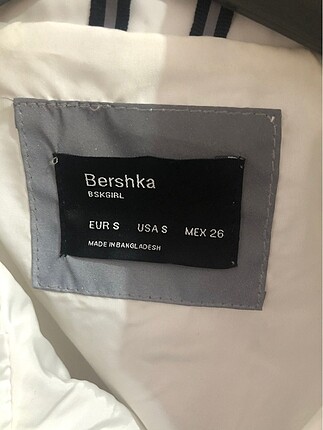 Bershka
BSKGIRL
EUR S USA S MEX 26
MADE IN BANGLADESH